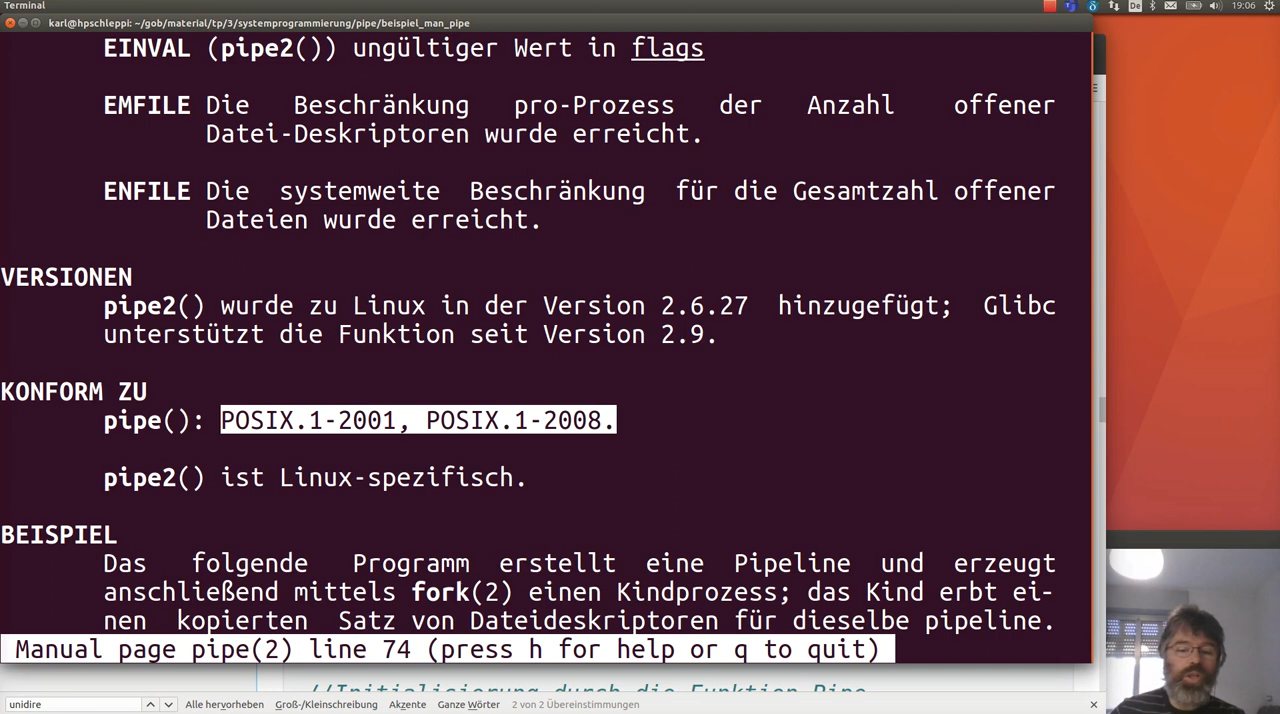 Terminal
De
19:06
karl@hpschleppi: ~/gob/material/tp/3/systemprogrammierung/pipe/beispiel_man_pipe
EINVAL (pipe2()) ungültiger Wert in flags
EMFILE Die Beschränkung pro-Prozess der Anzahl offener
Datei-Deskriptoren wurde erreicht.
ENFILE Die systemweite Beschränkung für die Gesamtzahl offener
Dateien wurde erreicht.
VERSIONEN
pipe2() wurde zu Linux in der Version 2.6.27 hinzugefügt; Glibc
unterstützt die Funktion seit Version 2.9.
KONFORM ZU
pipe(): POSIX.1-2001, POSIX.1-2008.
pipe2() ist Linux-spezifisch.
BEISPIEL
Das folgende Programm erstellt eine Pipeline und erzeugt
anschließend mittels fork(2) einen Kindprozess; das Kind erbt ei-
nen kopierten Satz von Dateideskriptoren für dieselbe pipeline.
Manual page pipe(2) line 74 (press h for help or q to quit)
//Initialisierung durch die Funktion Pipe
unidire
Alle hervorheben
Groß-/Kleinschreibung
Akzente
Ganze Wörter
2 von 2 Übereinstimmungen